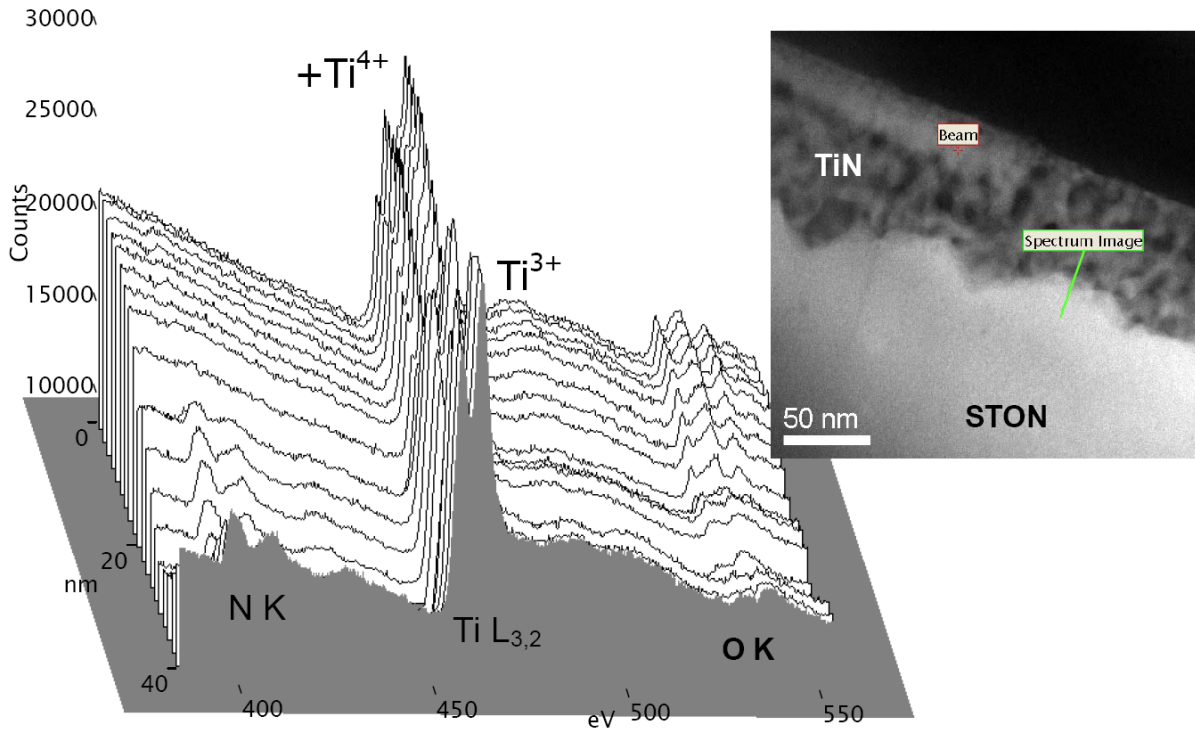 30000
25000
20000
15000
10000
Counts
0
20
nm
40
400
450
eV
500
550
+Ti⁴⁺
Ti³⁺
N K
Ti L₃,₂
O K
Beam
TiN
Spectrum Image
STON
50 nm